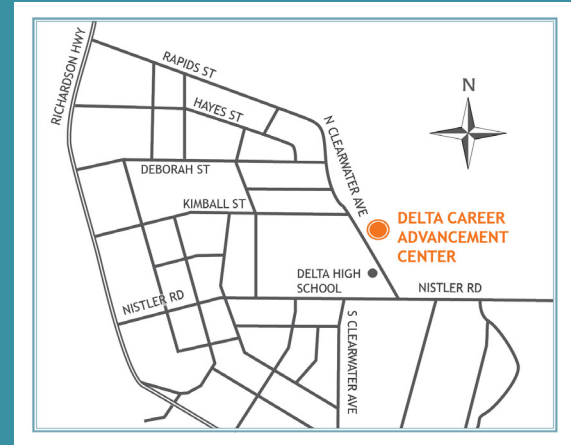 RAPIDS ST
RICHARDSON HWY
HAYES ST
N
N CLEARWATER AVE
DEBORAH ST
KIMBALL ST
DELTA CAREER
ADVANCEMENT
CENTER
DELTA HIGH
SCHOOL
NISTLER RD
NISTLER RD
S CLEARWATER AVE